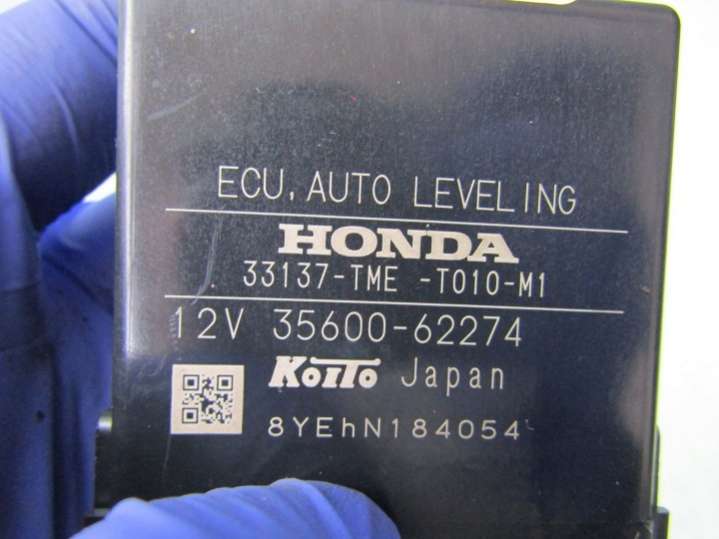 ECU, AUTO LEVELING
HONDA
33137-TME -T010-M1
12V 35600-62274
KOITO Japan
8YEhN184054